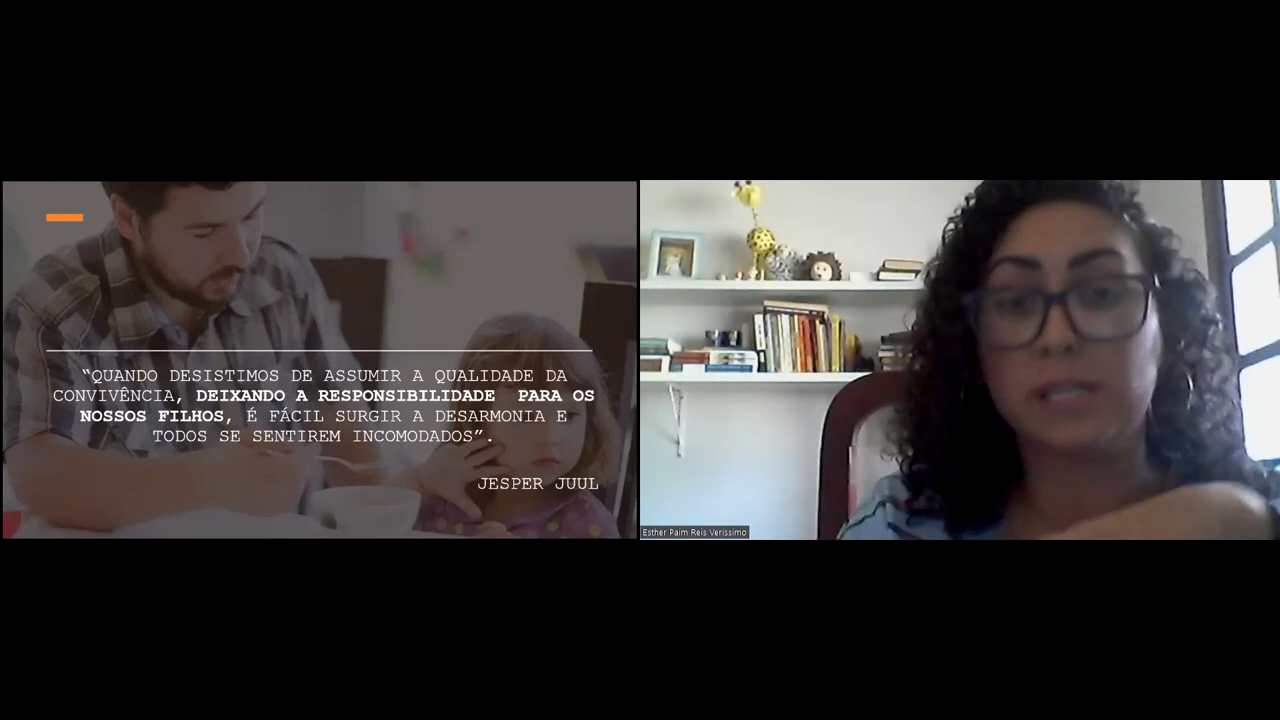 “QUANDO DESISTIMOS DE ASSUMIR A QUALIDADE DA
CONVIVÊNCIA, DEIXANDO A RESPONSIBILIDADE PARA OS
NOSSOS FILHOS, É FÁCIL SURGIR A DESARMONIA E
TODOS SE SENTIREM INCOMODADOS”.
JESPER JUUL
Esther Paim Reis Verissimo